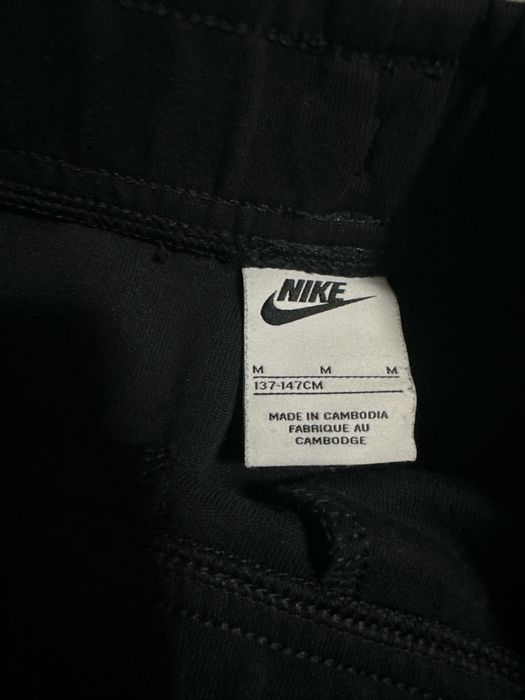 NIKE
M M M
137-147CM
MADE IN CAMBODIA
FABRIQUE AU
CAMBODGE